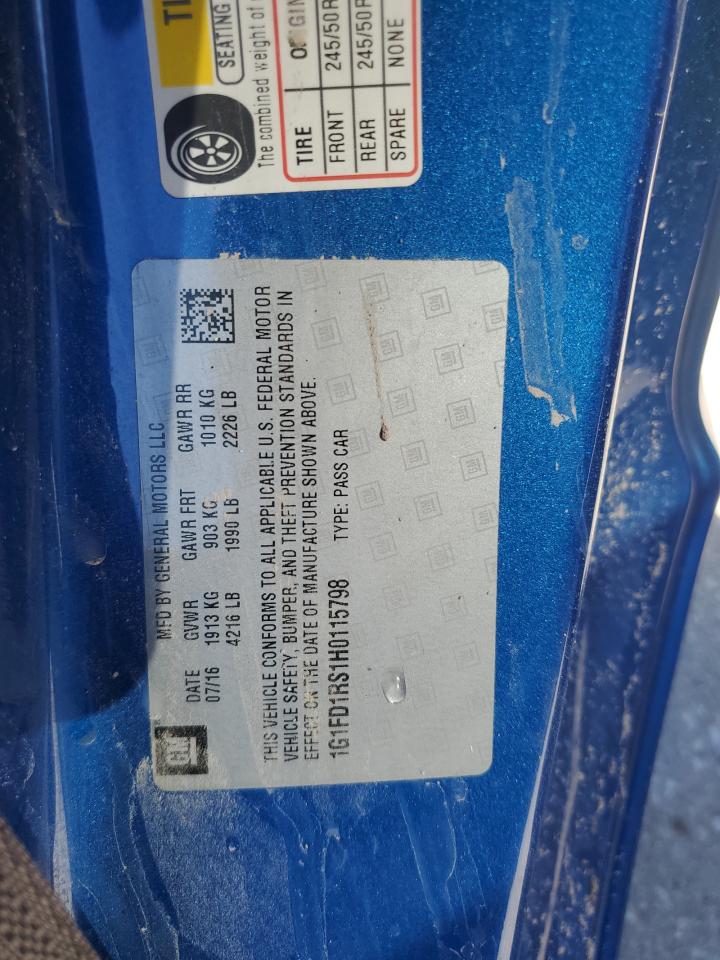 TI
SEATING
The combined weight of
TIRE
FRONT 245/50R
REAR 245/50R
SPARE NONE
GM
MFD BY GENERAL MOTORS LLC
DATE GVWR GAWR FRT GAWR RR
07/16 1913 KG 903 KG 1010 KG
4216 LB 1990 LB 2226 LB
THIS VEHICLE CONFORMS TO ALL APPLICABLE U.S. FEDERAL MOTOR
VEHICLE SAFETY, BUMPER, AND THEFT PREVENTION STANDARDS IN
EFFECT ON THE DATE OF MANUFACTURE SHOWN ABOVE.
1G1FD1RS1H0115798 TYPE: PASS CAR